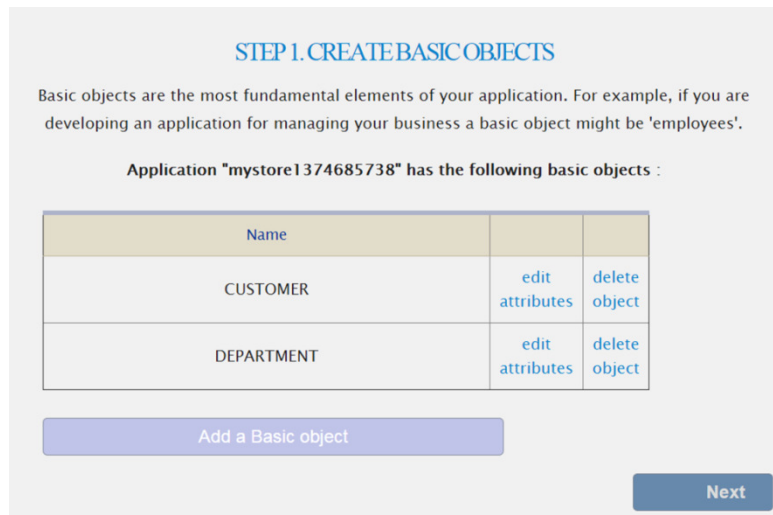 STEP 1. CREATE BASIC OBJECTS
Basic objects are the most fundamental elements of your application. For example, if you are
developing an application for managing your business a basic object might be 'employees'.
Application "mystore1374685738" has the following basic objects :
Name
CUSTOMER
edit
attributes
delete
object
DEPARTMENT
edit
attributes
delete
object
Add a Basic object
Next